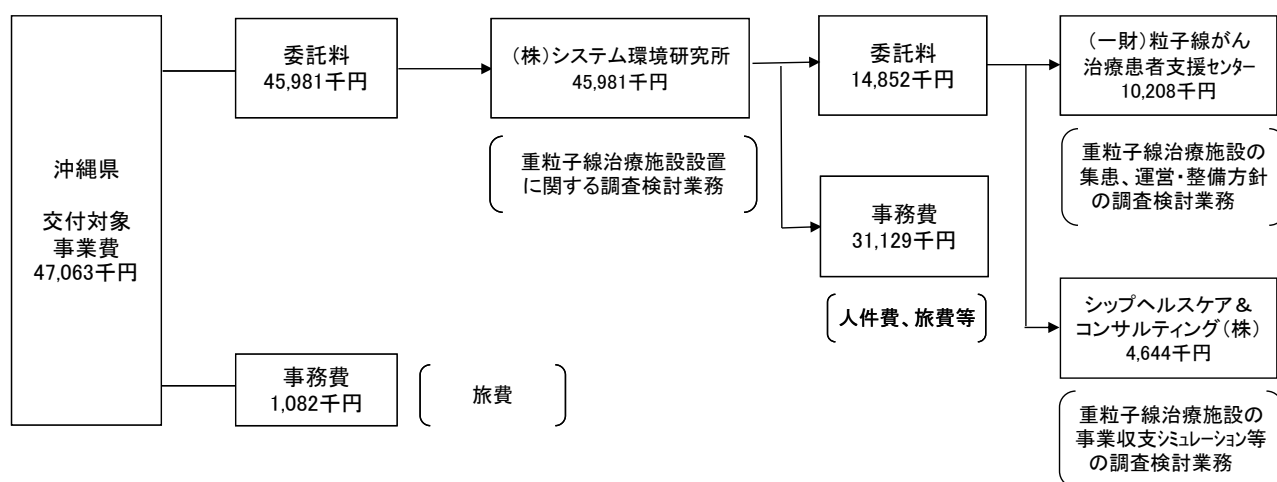 沖縄県
交付対象
事業費
47,063千円
委託料
45,981千円
(株)システム環境研究所
45,981千円
重粒子線治療施設設置
に関する調査検討業務
委託料
14,852千円
(一財)粒子線がん
治療患者支援センター
10,208千円
重粒子線治療施設の
集患、運営・整備方針
の調査検討業務
事務費
31,129千円
人件費、旅費等
シップヘルスケア&
コンサルティング(株)
4,644千円
重粒子線治療施設の
事業収支シミュレーション等
の調査検討業務
事務費
1,082千円
旅費